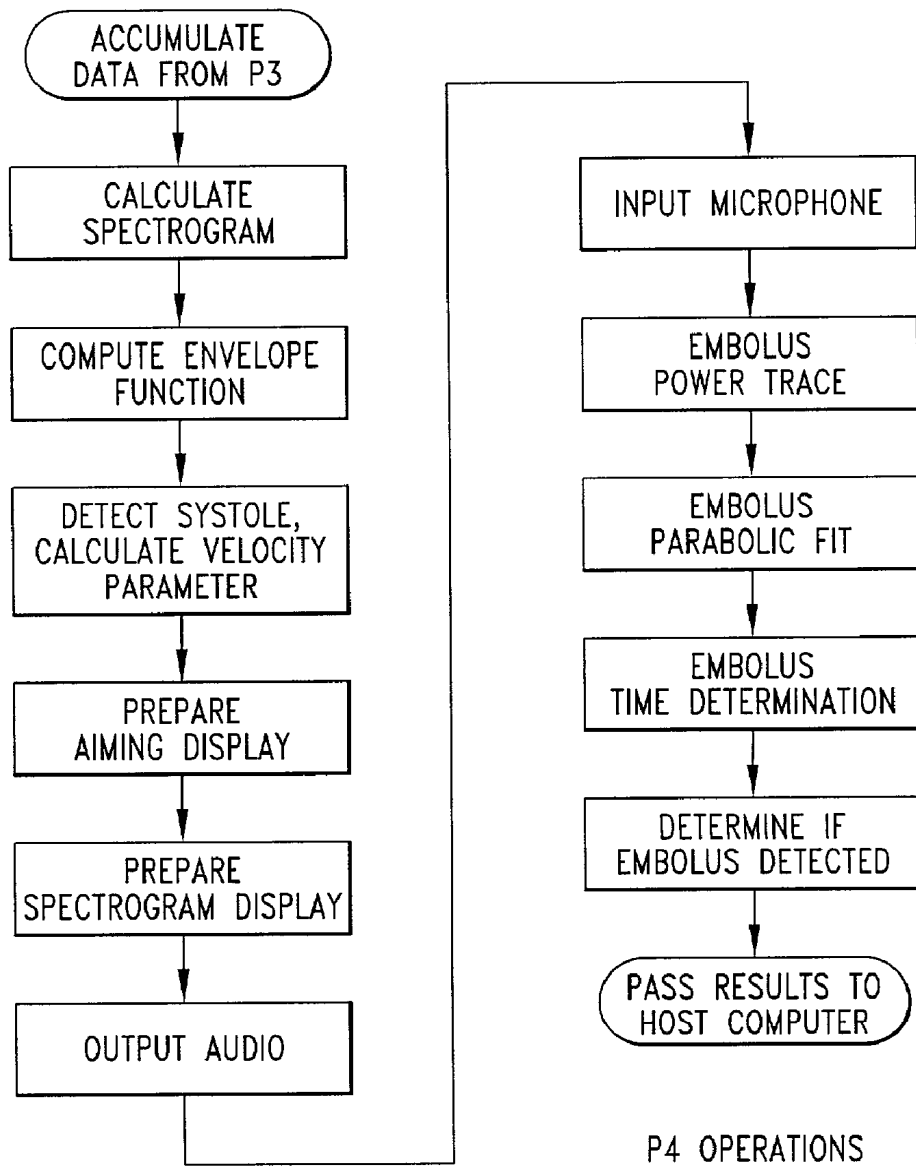 ACCUMULATE
DATA FROM P3
CALCULATE
SPECTROGRAM
COMPUTE ENVELOPE
FUNCTION
DETECT SYSTOLE,
CALCULATE VELOCITY
PARAMETER
PREPARE
AIMING DISPLAY
PREPARE
SPECTROGRAM DISPLAY
OUTPUT AUDIO
INPUT MICROPHONE
EMBOLUS
POWER TRACE
EMBOLUS
PARABOLIC FIT
EMBOLUS
TIME DETERMINATION
DETERMINE IF
EMBOLUS DETECTED
PASS RESULTS TO
HOST COMPUTER
P4 OPERATIONS